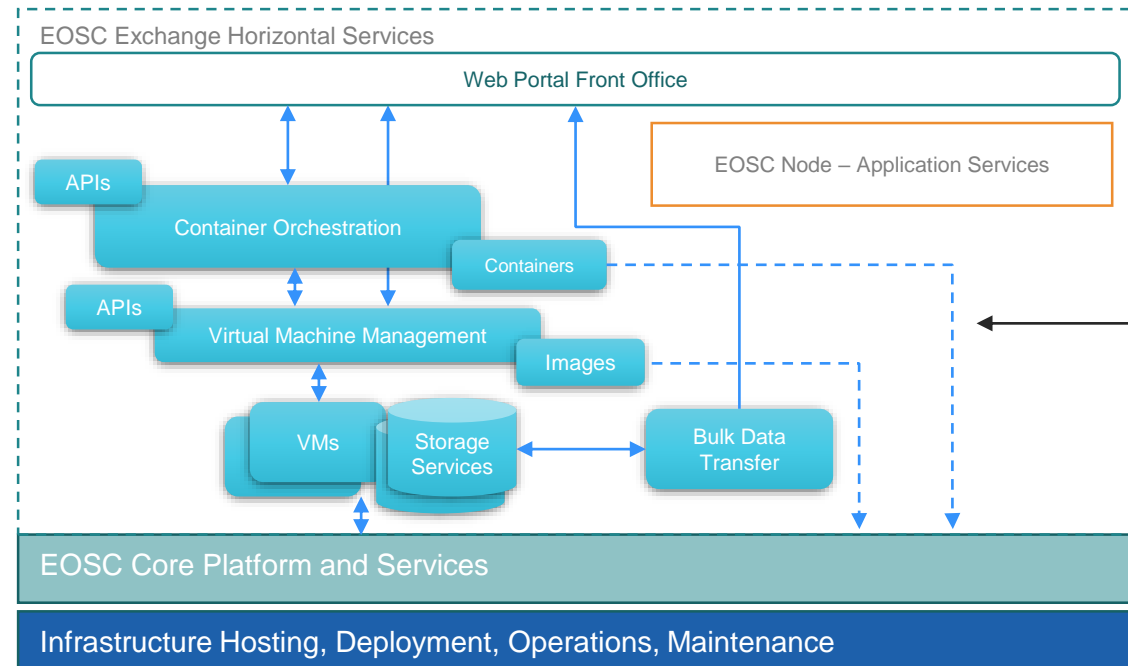 EOSC Exchange Horizontal Services
Web Portal Front Office
EOSC Node – Application Services
APIs
Container Orchestration
Containers
APIs
Virtual Machine Management
Images
VMs
Storage
Services
Bulk Data
Transfer
EOSC Core Platform and Services
Infrastructure Hosting, Deployment, Operations, Maintenance